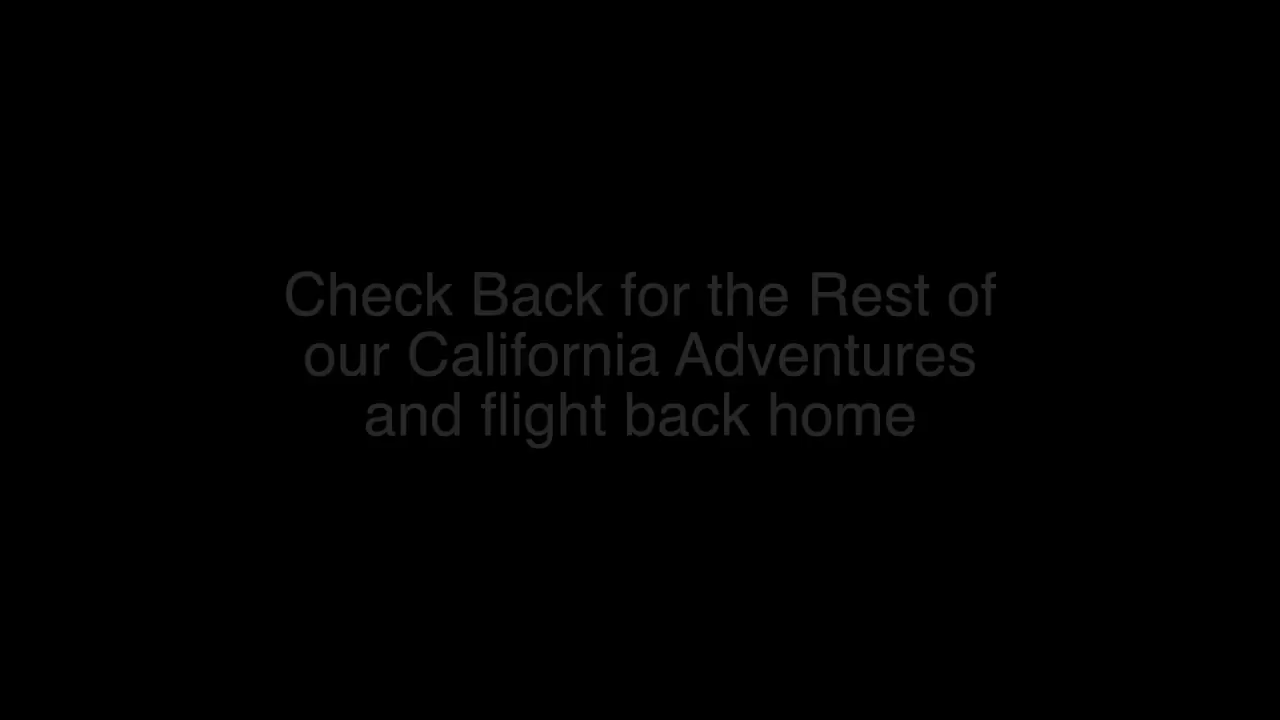 Check Back for the Rest of
our California Adventures
and flight back home